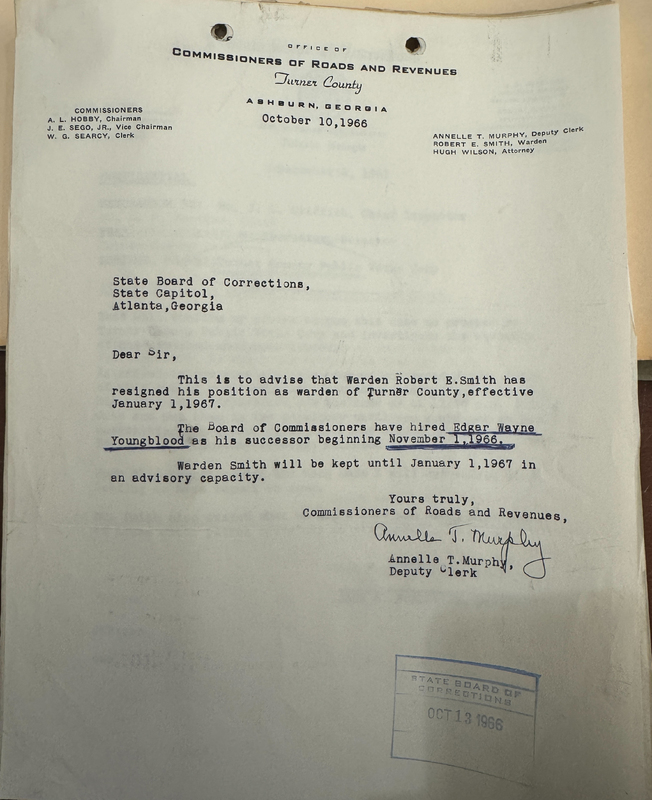 OFFICE OF
COMMISSIONERS OF ROADS AND REVENUES
Turner County
ASHBURN, GEORGIA
October 10,1966
COMMISSIONERS
A. L. HOBBY, Chairman
J. E. SEGO, JR., Vice Chairman
W. G. SEARCY, Clerk
ANNELLE T. MURPHY, Deputy Clerk
ROBERT E. SMITH, Warden
HUGH WILSON, Attorney
State Board of Corrections,
State Capitol,
Atlanta,Georgia
Dear Sir,
This is to advise that Warden Robert E.Smith has
resigned his position as warden of Turner County,effective
January 1,1967.
The Board of Commissioners have hired Edgar Wayne
Youngblood as his successor beginning November 1,1966.
Warden Smith will be kept until January 1,1967 in
an advisory capacity.
Yours truly,
Commissioners of Roads and Revenues,
Annelle T. Murphy
Annelle T.Murphy,
Deputy Clerk
STATE BOARD OF
CORRECTIONS
OCT 13 1966